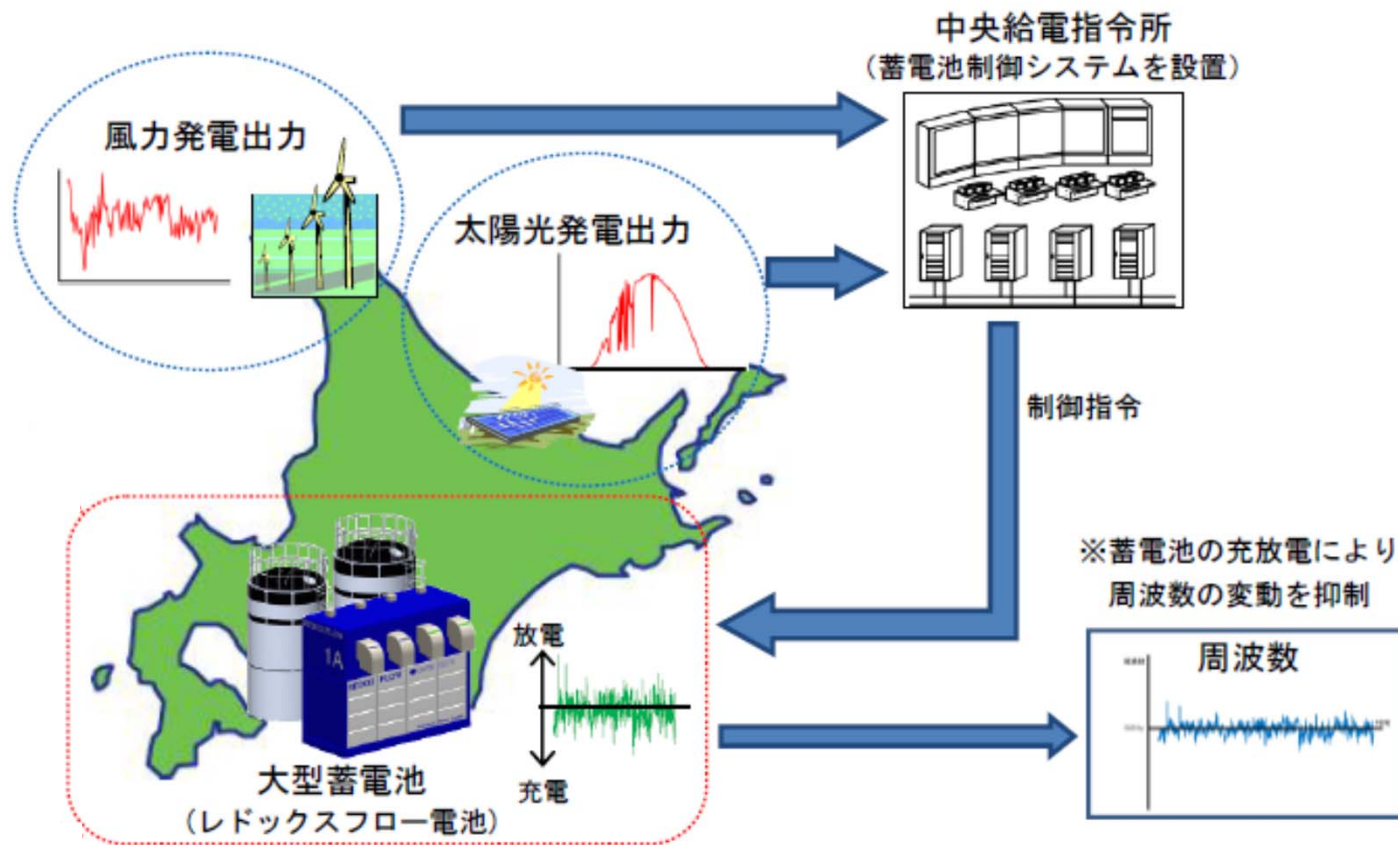 中央給電指令所
（蓄電池制御システムを設置）
風力発電出力
太陽光発電出力
制御指令
※蓄電池の充放電により
周波数の変動を抑制
放電
充電
1A
大型蓄電池
（レドックスフロー電池）
周波数